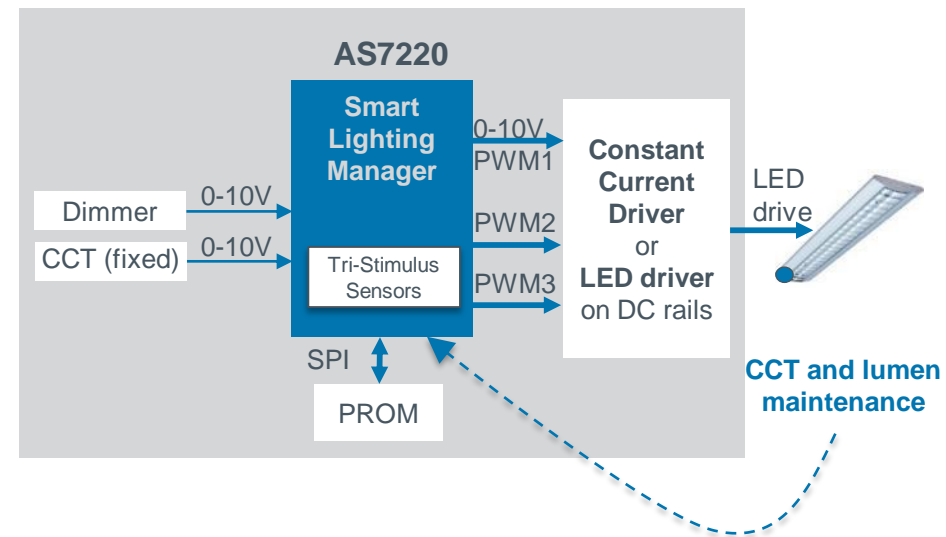 AS7220
Smart
Lighting
Manager
Dimmer
0-10V
CCT (fixed)
0-10V
Tri-Stimulus
Sensors
SPI
PROM
0-10V
PWM1
PWM2
PWM3
Constant
Current
Driver
or
LED driver
on DC rails
LED
drive
CCT and lumen
maintenance